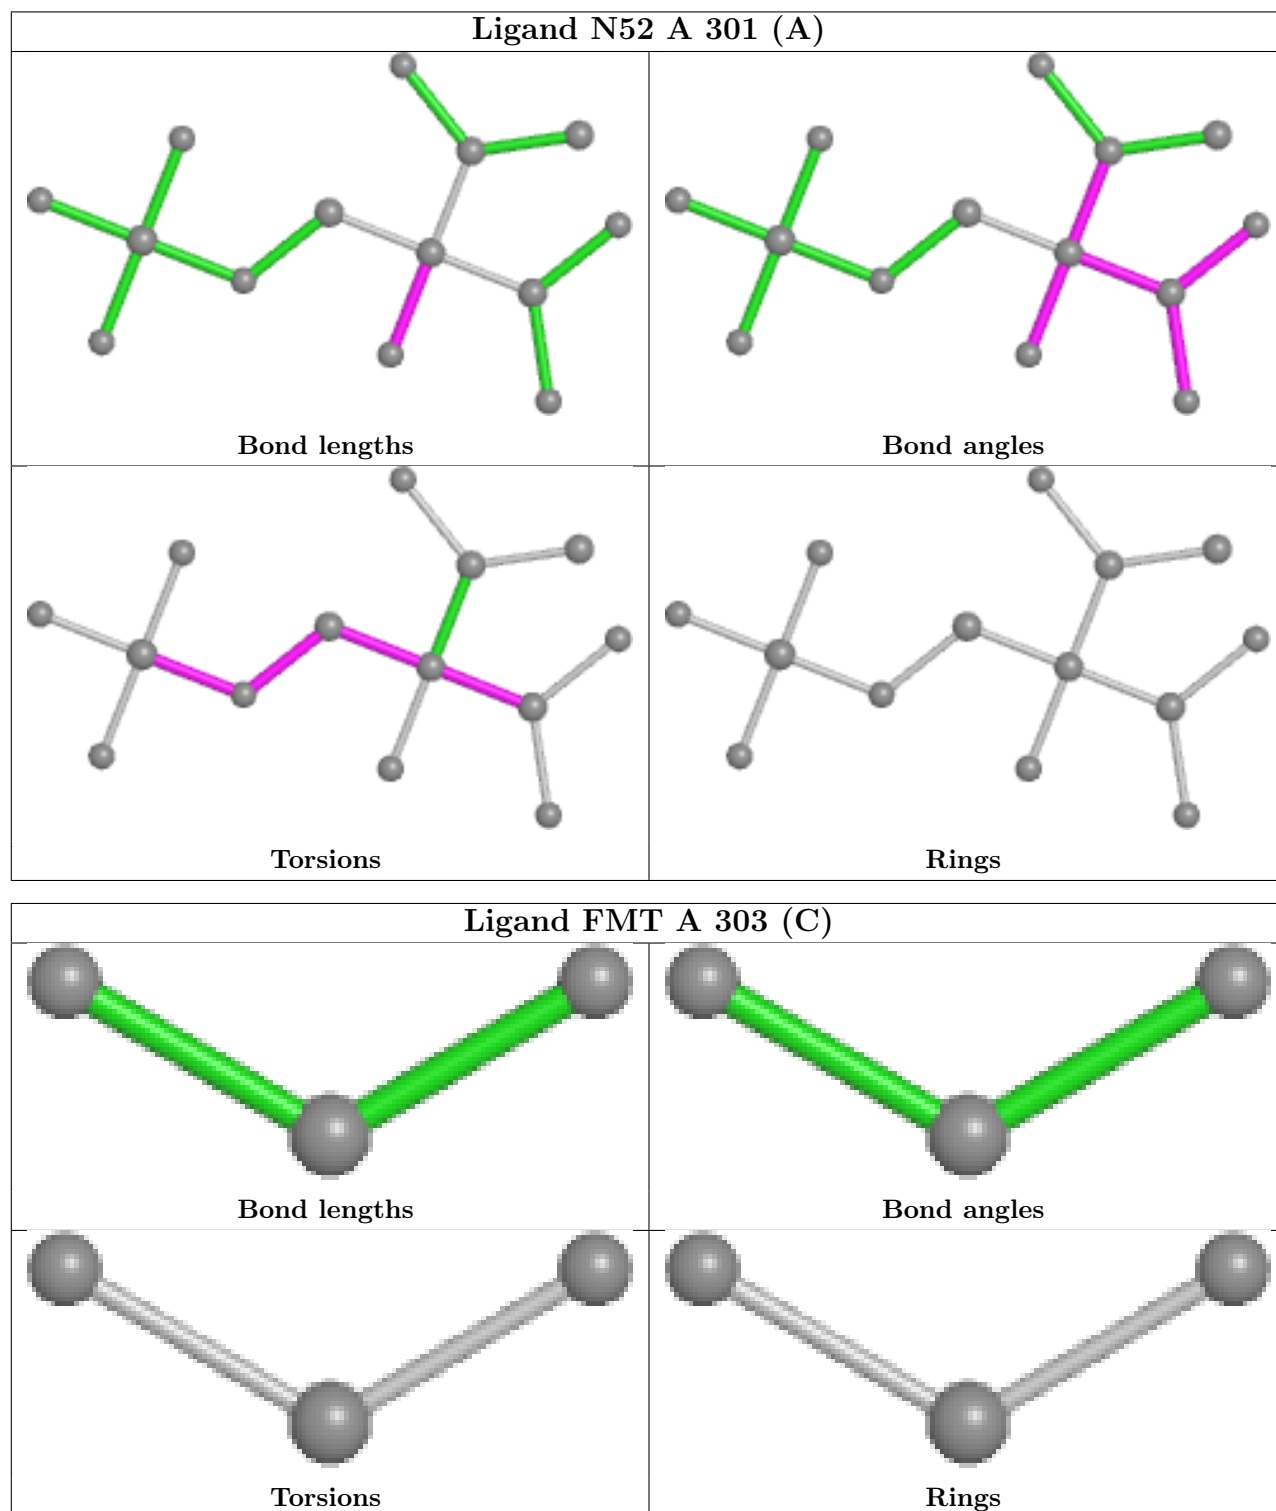 Ligand N52 A 301 (A)
Bond lengths
Bond angles
Torsions
Rings
Ligand FMT A 303 (C)
Bond lengths
Bond angles
Torsions
Rings